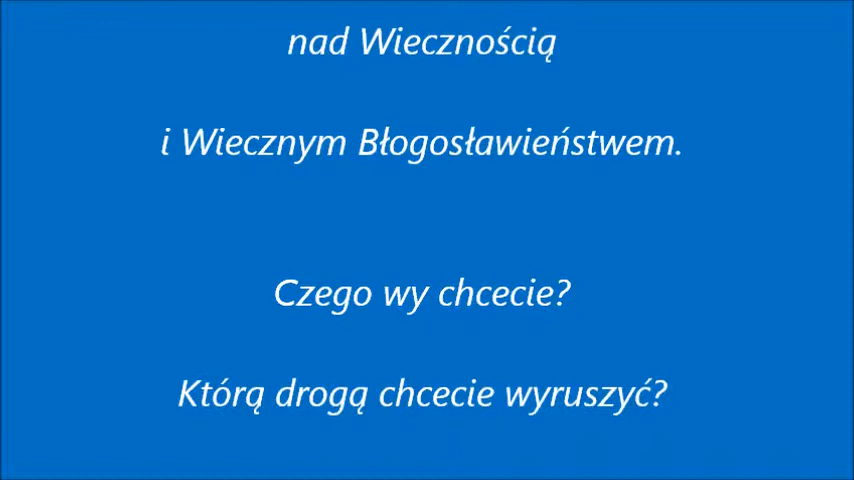 nad Wiecznością
i Wiecznym Błogosławieństwem.
Czego wy chcecie?
Którą drogą chcecie wyruszyć?